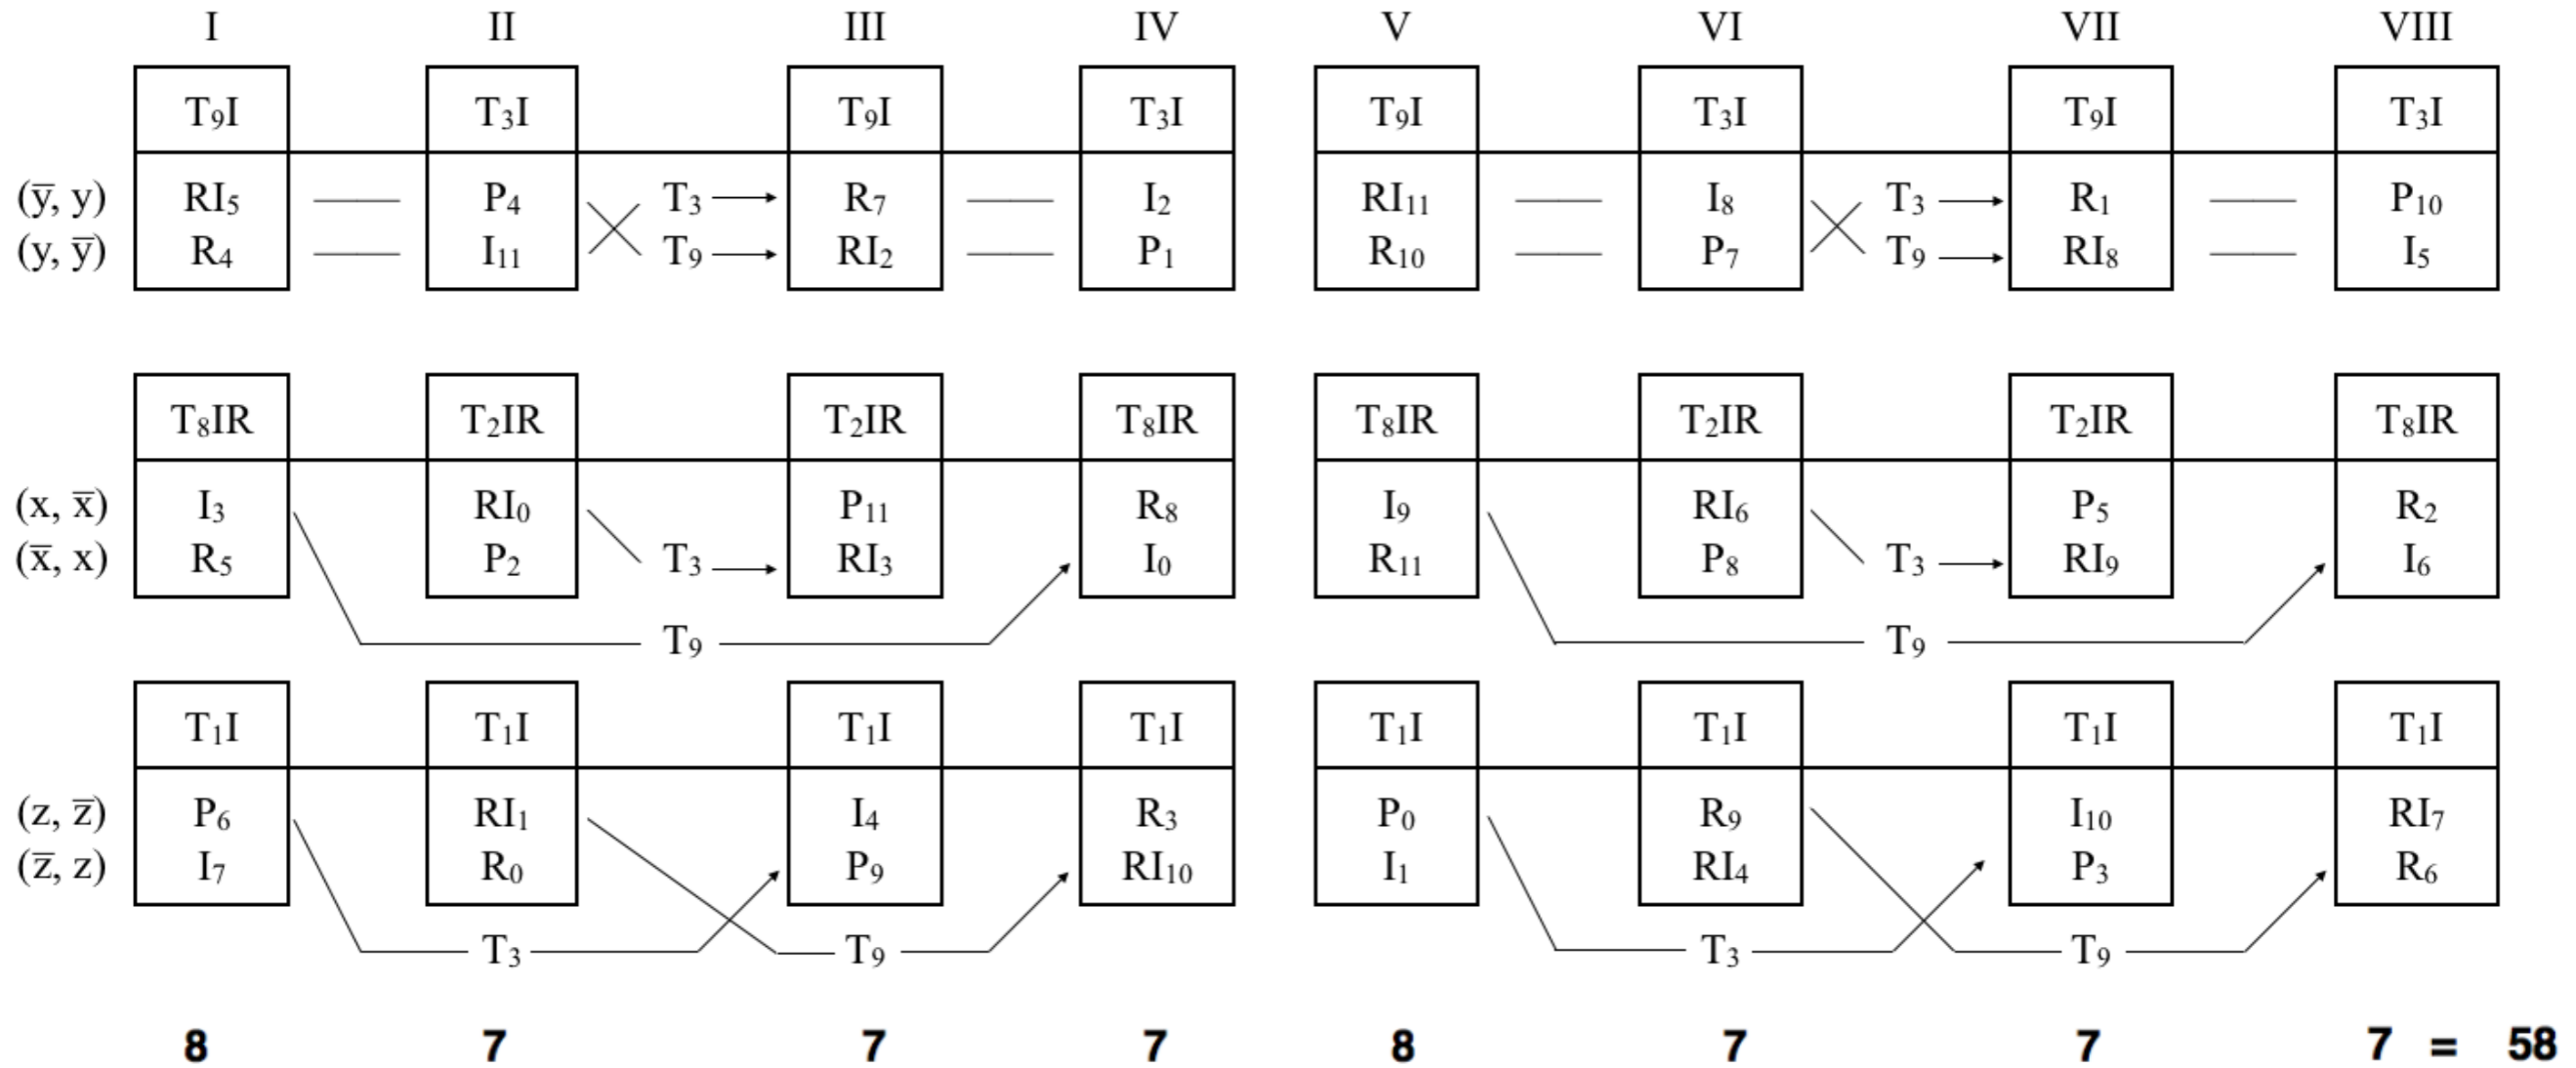 I II III IV V VI VII VIII
T₉I T₃I T₉I T₃I T₉I T₃I T₉I T₃I
(y̅, y) RI₅ P₄ T₃ R₇ I₂ RI₁₁ I₈ T₃ R₁ P₁₀
(y, y̅) R₄ I₁₁ T₉ RI₂ P₁ R₁₀ P₇ T₉ RI₈ I₅
T₈IR T₂IR T₂IR T₈IR T₈IR T₂IR T₂IR T₈IR
(x, x̅) I₃ RI₀ P₁₁ R₈ I₉ RI₆ P₅ R₂
(x̅, x) R₅ P₂ T₃ RI₃ I₀ R₁₁ P₈ T₃ RI₉ I₆
T₉ T₉
T₁I T₁I T₁I T₁I T₁I T₁I T₁I T₁I
(z, z̅) P₆ RI₁ I₄ R₃ P₀ R₉ I₁₀ RI₇
(z̅, z) I₇ R₀ P₉ RI₁₀ I₁ RI₄ P₃ R₆
T₃ T₉ T₃ T₉
8 7 7 7 8 7 7 7 = 58